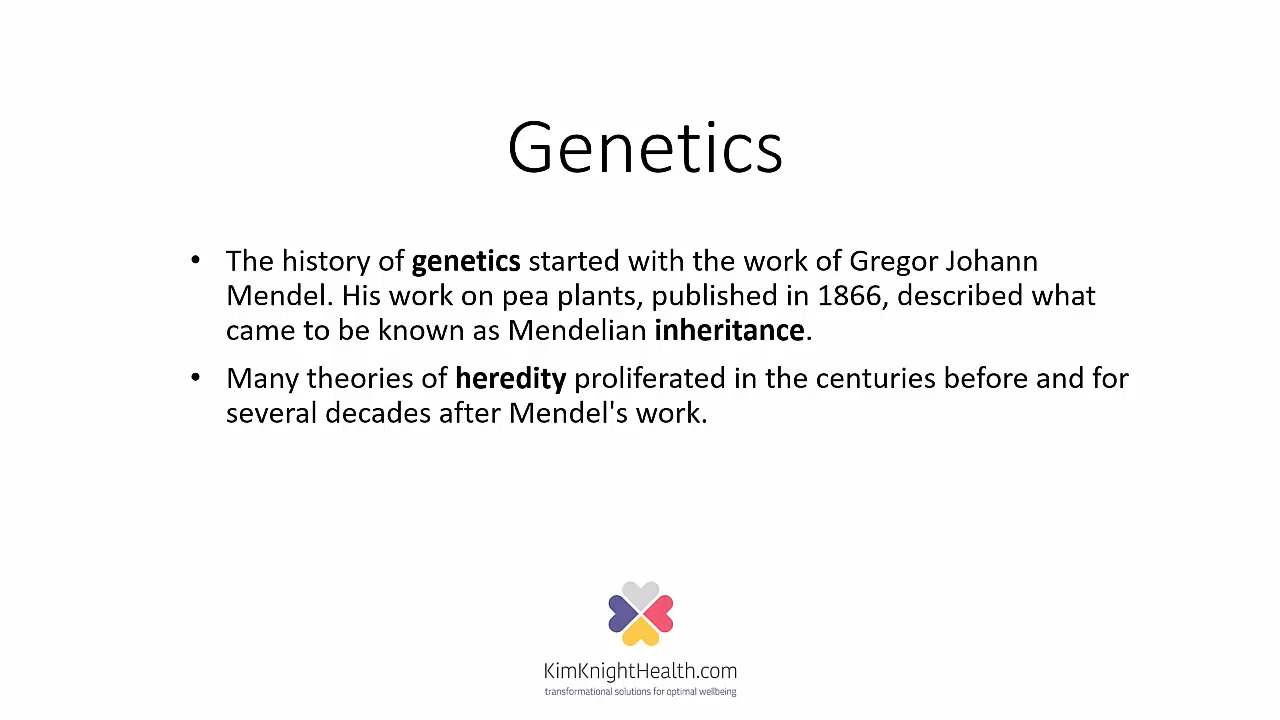 Genetics
• The history of genetics started with the work of Gregor Johann
Mendel. His work on pea plants, published in 1866, described what
came to be known as Mendelian inheritance.
• Many theories of heredity proliferated in the centuries before and for
several decades after Mendel's work.
KimKnightHealth.com
transformational solutions for optimal wellbeing